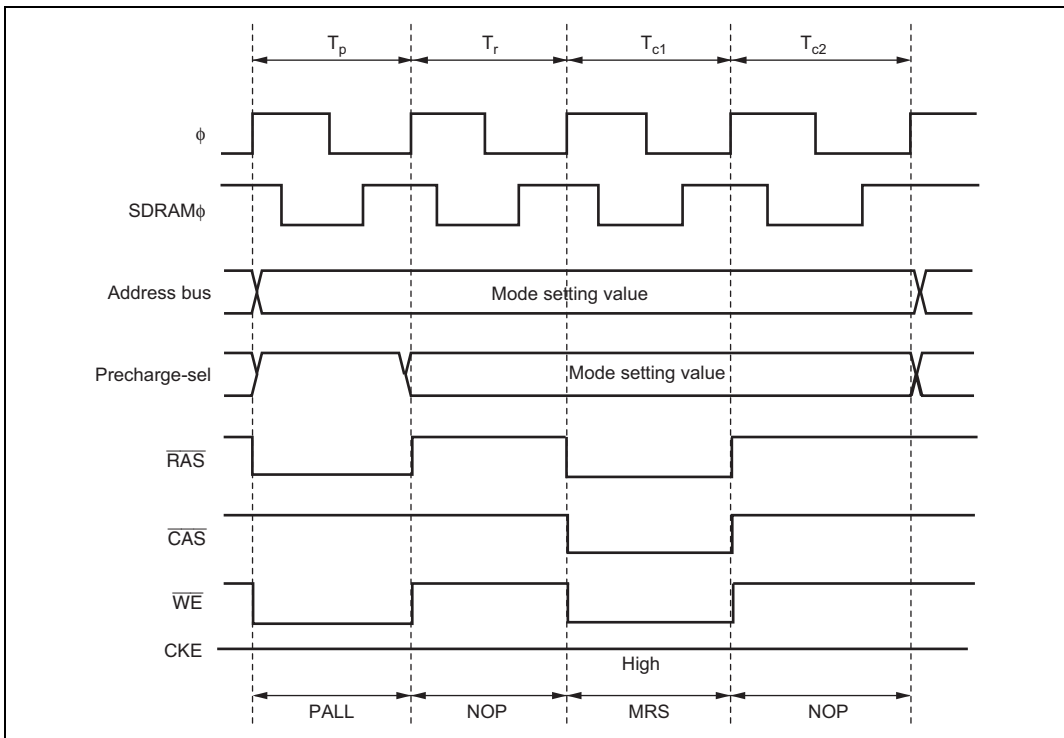 Tp Tr Tc1 Tc2
ϕ
SDRAMϕ
Address bus Mode setting value
Precharge-sel Mode setting value
RAS
CAS
WE
CKE
High
PALL NOP MRS NOP